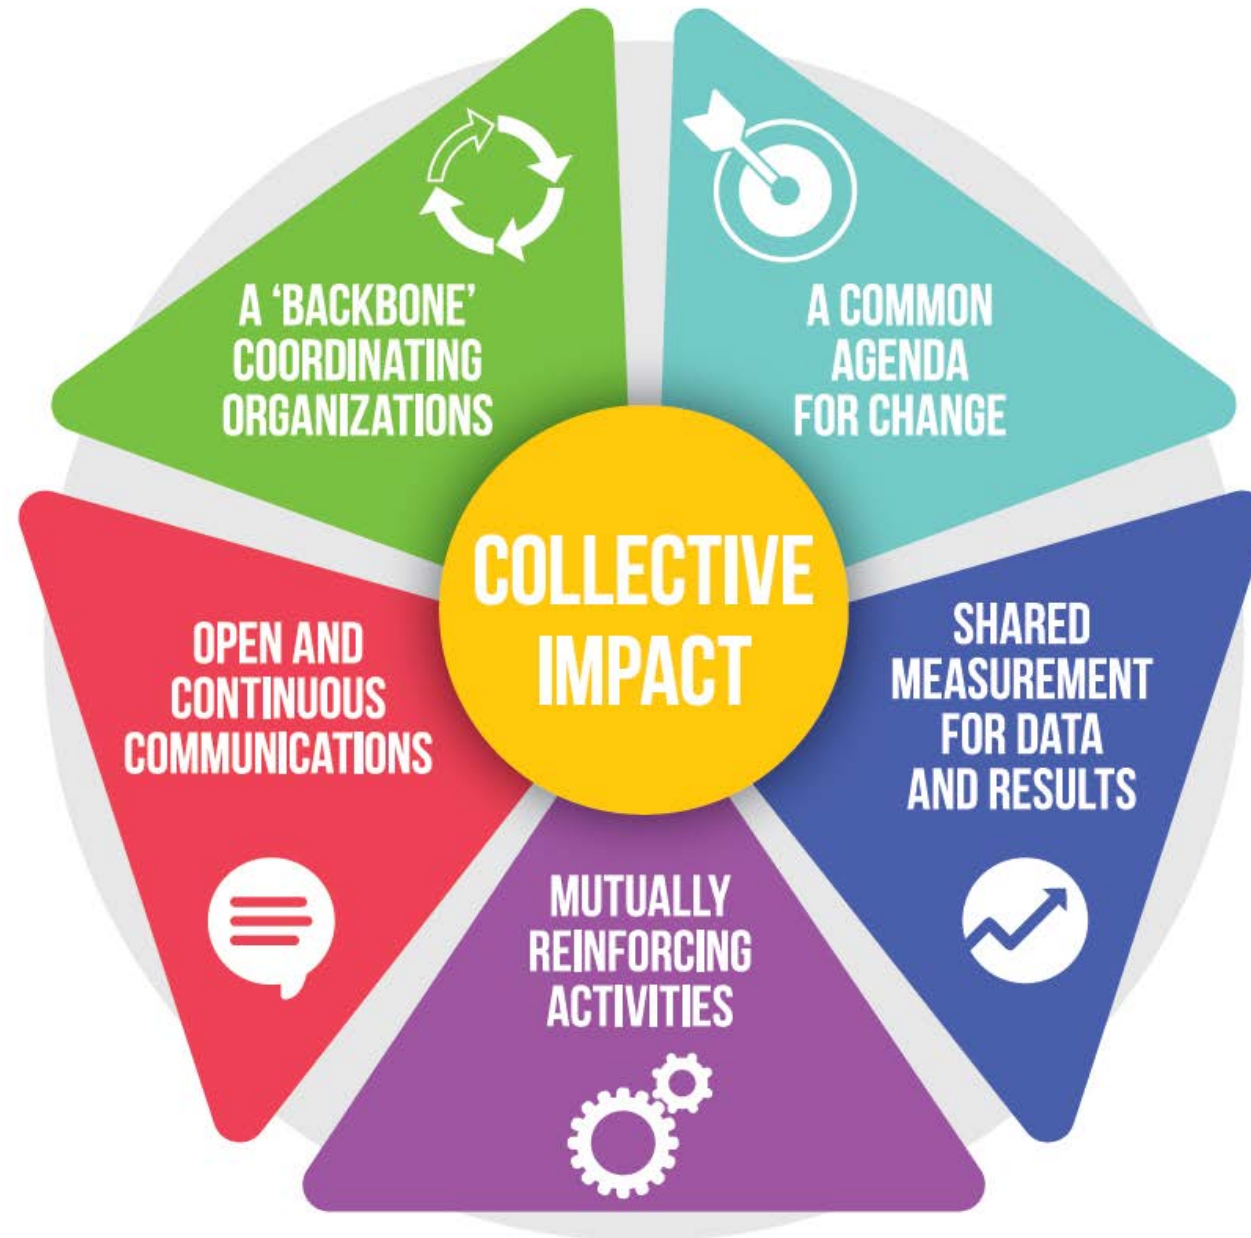 A ‘BACKBONE’
COORDINATING
ORGANIZATIONS
A COMMON
AGENDA
FOR CHANGE
COLLECTIVE
IMPACT
OPEN AND
CONTINUOUS
COMMUNICATIONS
SHARED
MEASUREMENT
FOR DATA
AND RESULTS
MUTUALLY
REINFORCING
ACTIVITIES